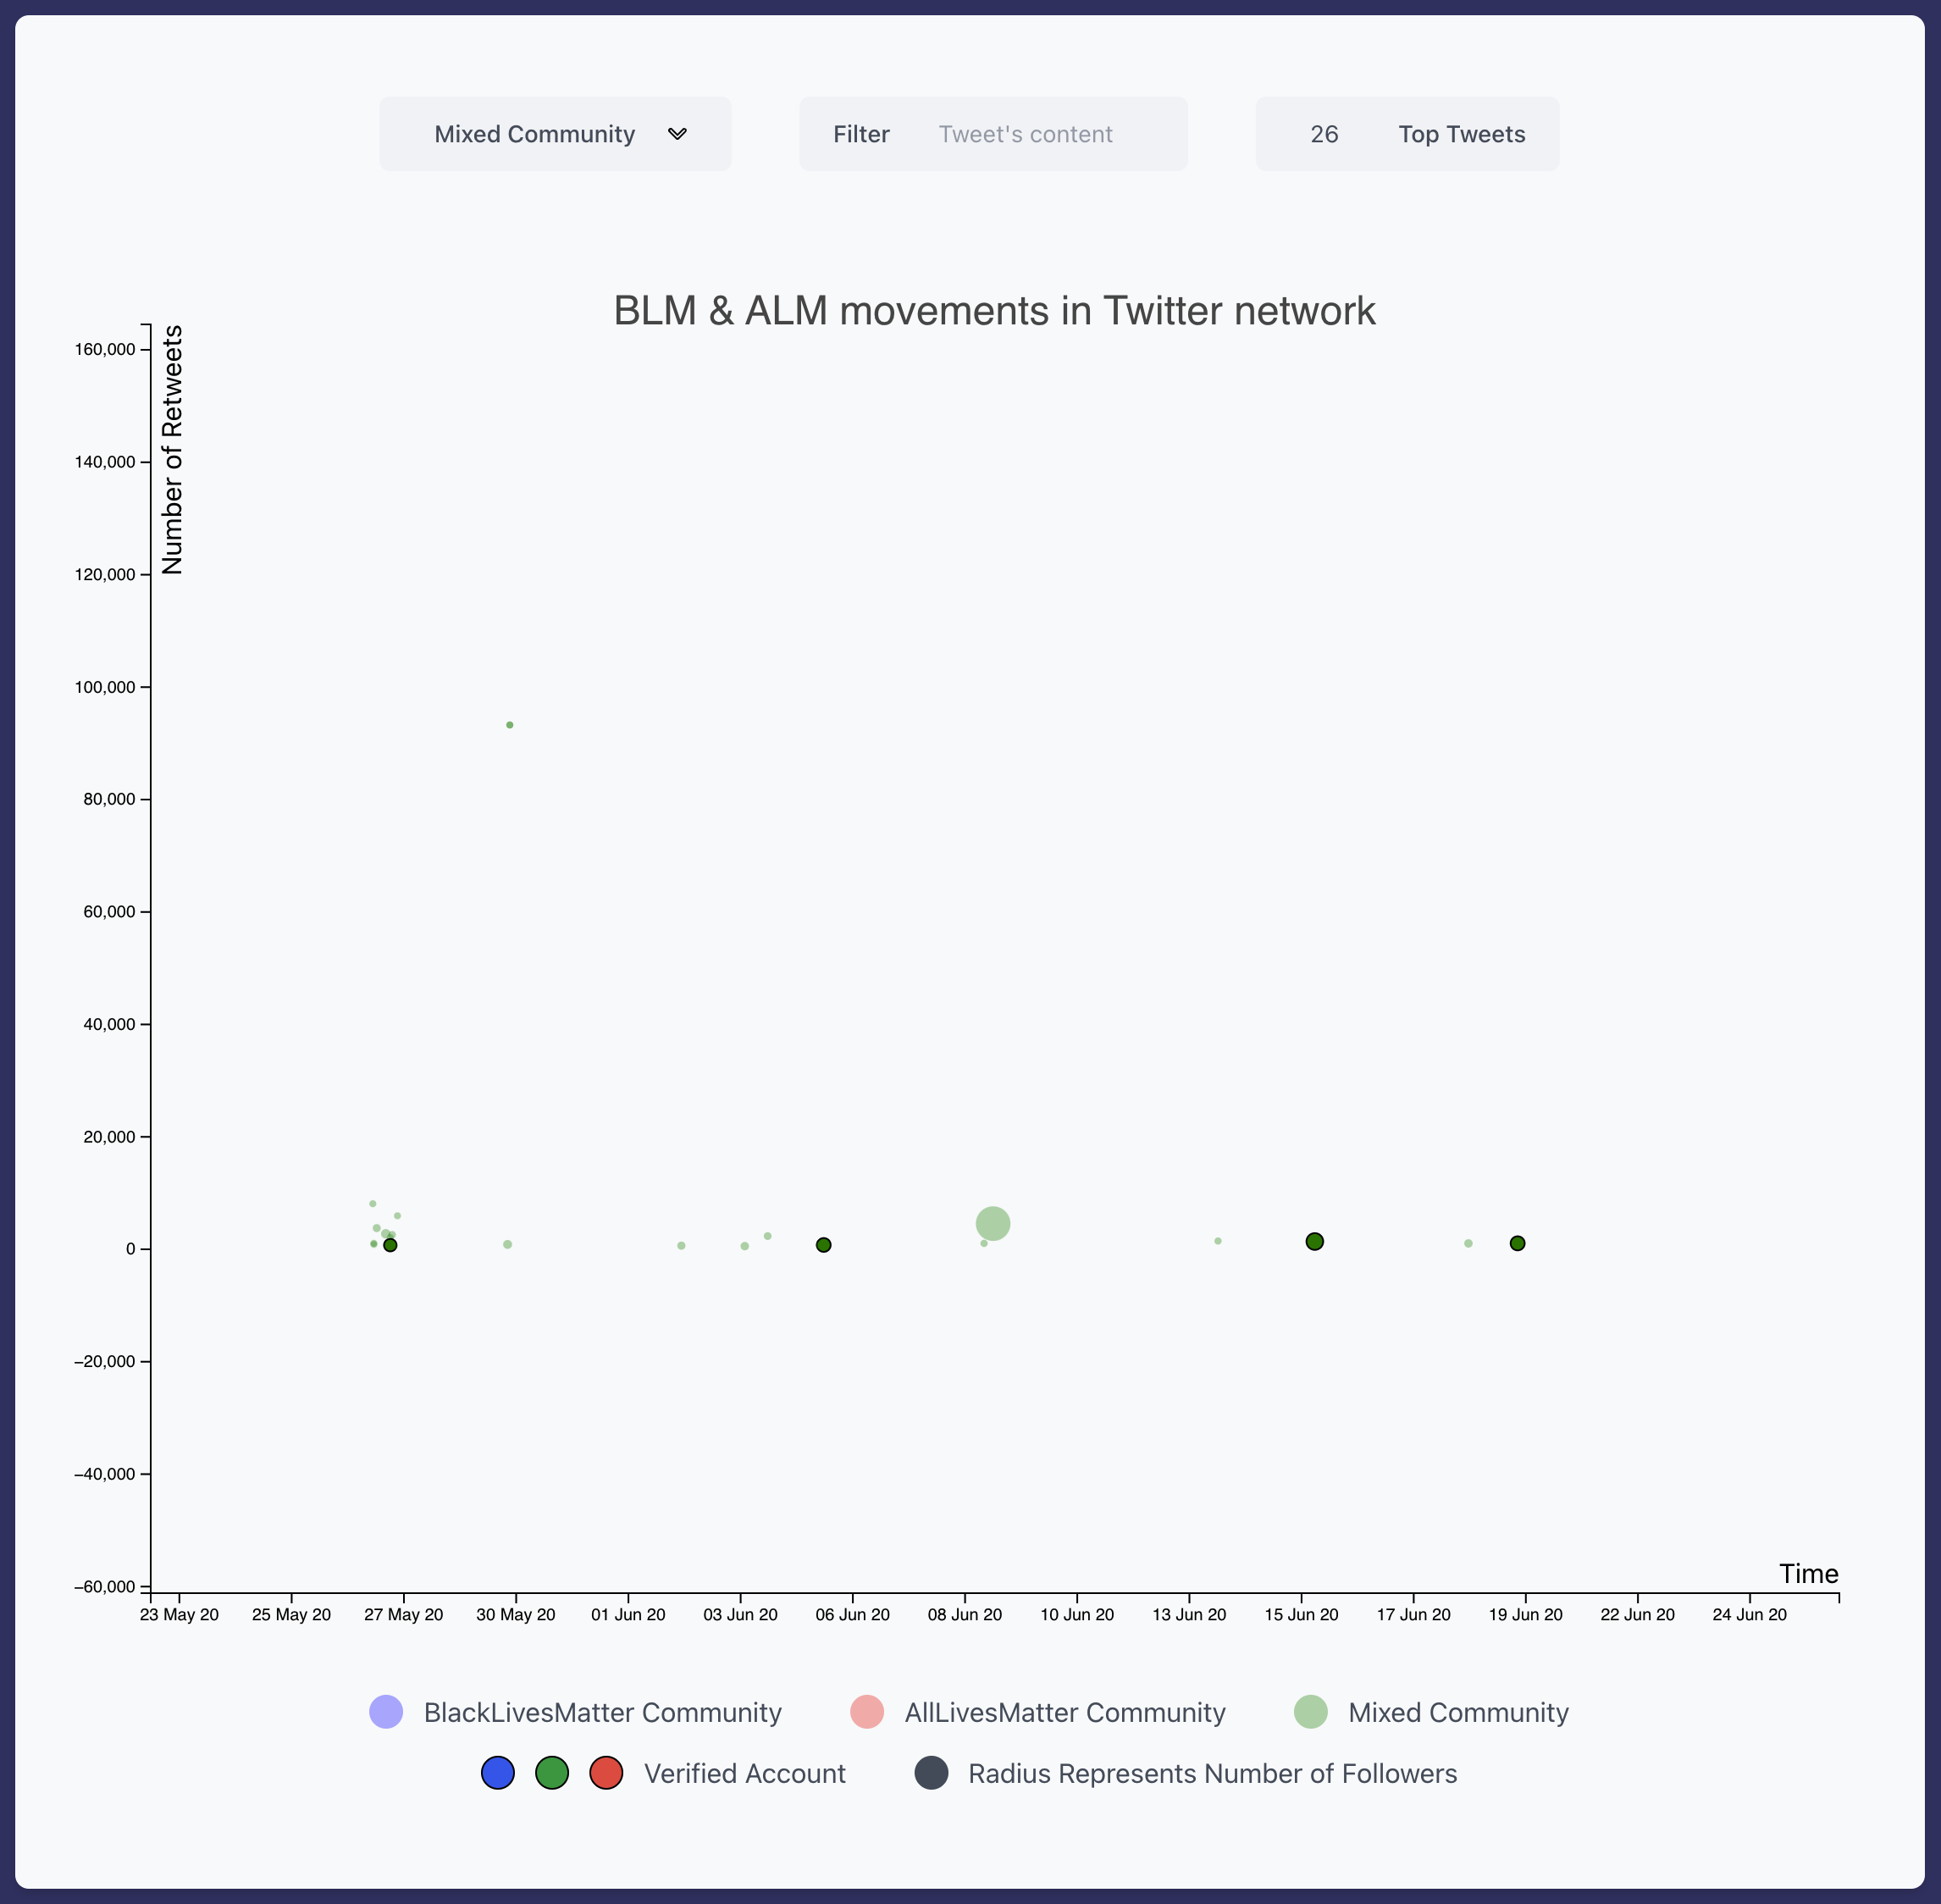 Mixed Community
Filter Tweet's content
26 Top Tweets
BLM & ALM movements in Twitter network
Number of Retweets
160,000
140,000
120,000
100,000
80,000
60,000
40,000
20,000
0
−20,000
−40,000
−60,000
Time
23 May 20 25 May 20 27 May 20 30 May 20 01 Jun 20 03 Jun 20 06 Jun 20 08 Jun 20 10 Jun 20 13 Jun 20 15 Jun 20 17 Jun 20 19 Jun 20 22 Jun 20 24 Jun 20
BlackLivesMatter Community AllLivesMatter Community Mixed Community
Verified Account Radius Represents Number of Followers